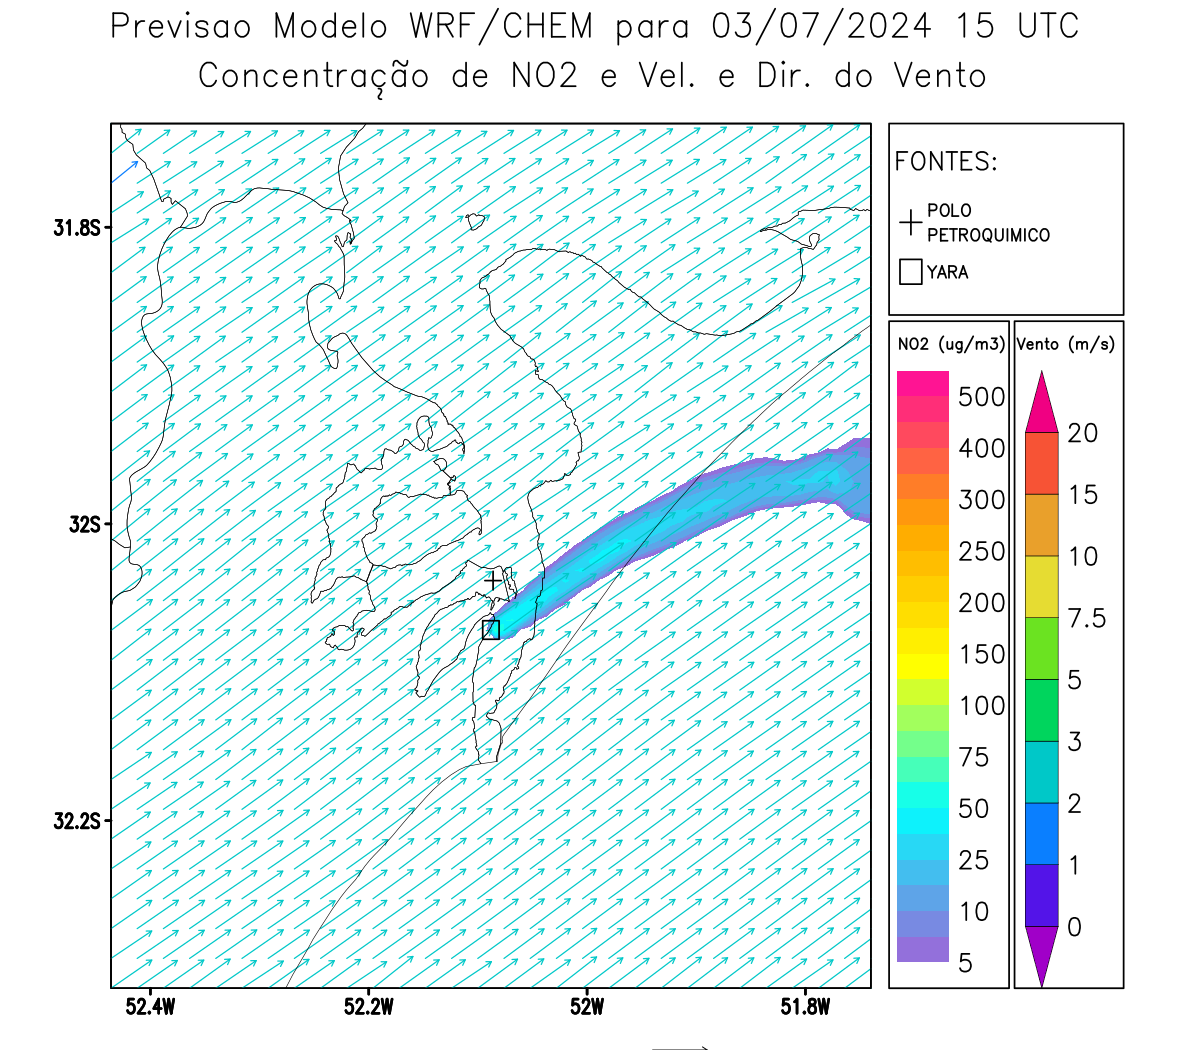 Previsao Modelo WRF/CHEM para 03/07/2024 15 UTC
Concentração de NO2 e Vel. e Dir. do Vento
FONTES:
POLO
PETROQUIMICO
YARA
31.8S
32S
32.2S
52.4W
52.2W
52W
51.8W
NO2 (ug/m3)
500
400
300
250
200
150
100
75
50
25
10
5
Vento (m/s)
20
15
10
7.5
5
3
2
1
0